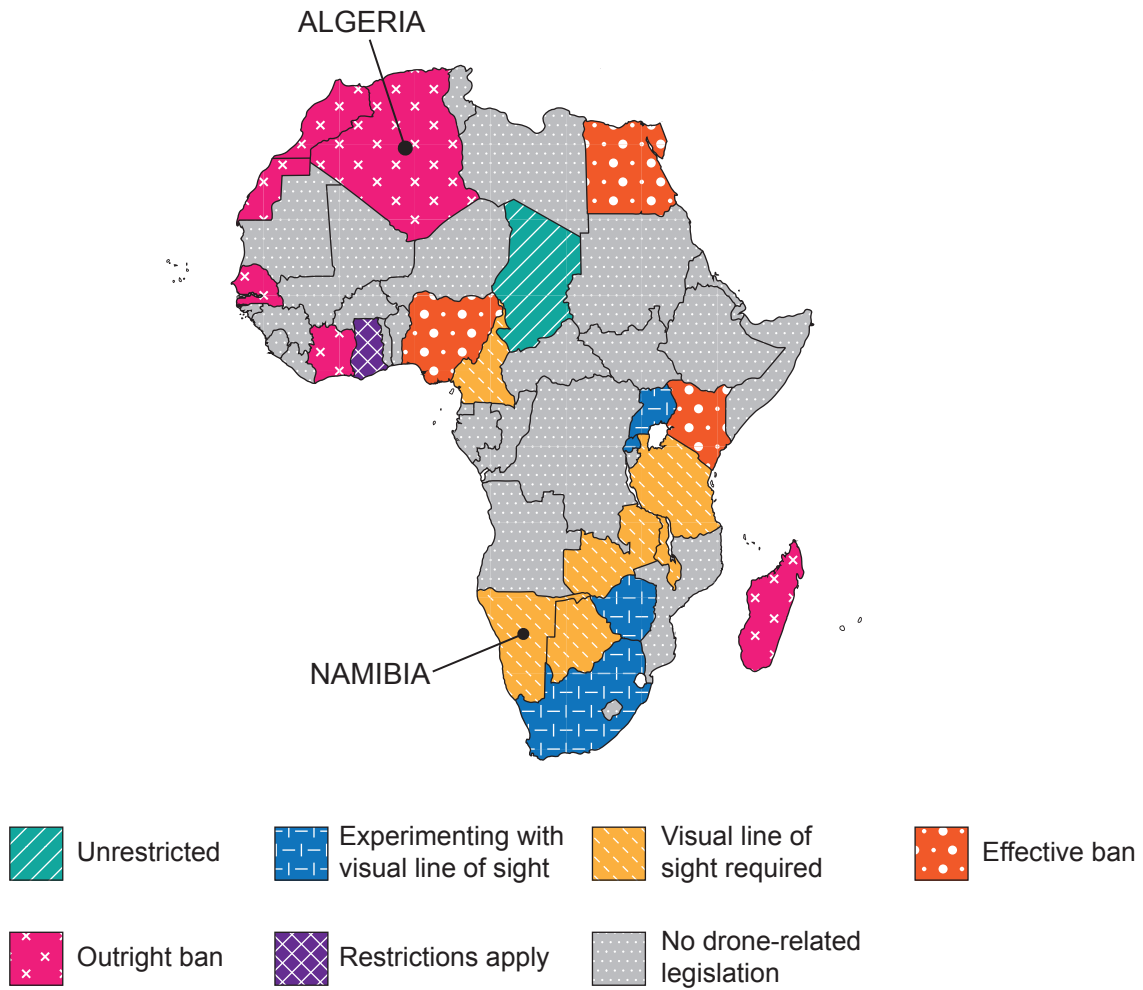 ALGERIA
NAMIBIA
Unrestricted
Experimenting with
visual line of sight
Visual line of
sight required
Effective ban
Outright ban
Restrictions apply
No drone-related
legislation